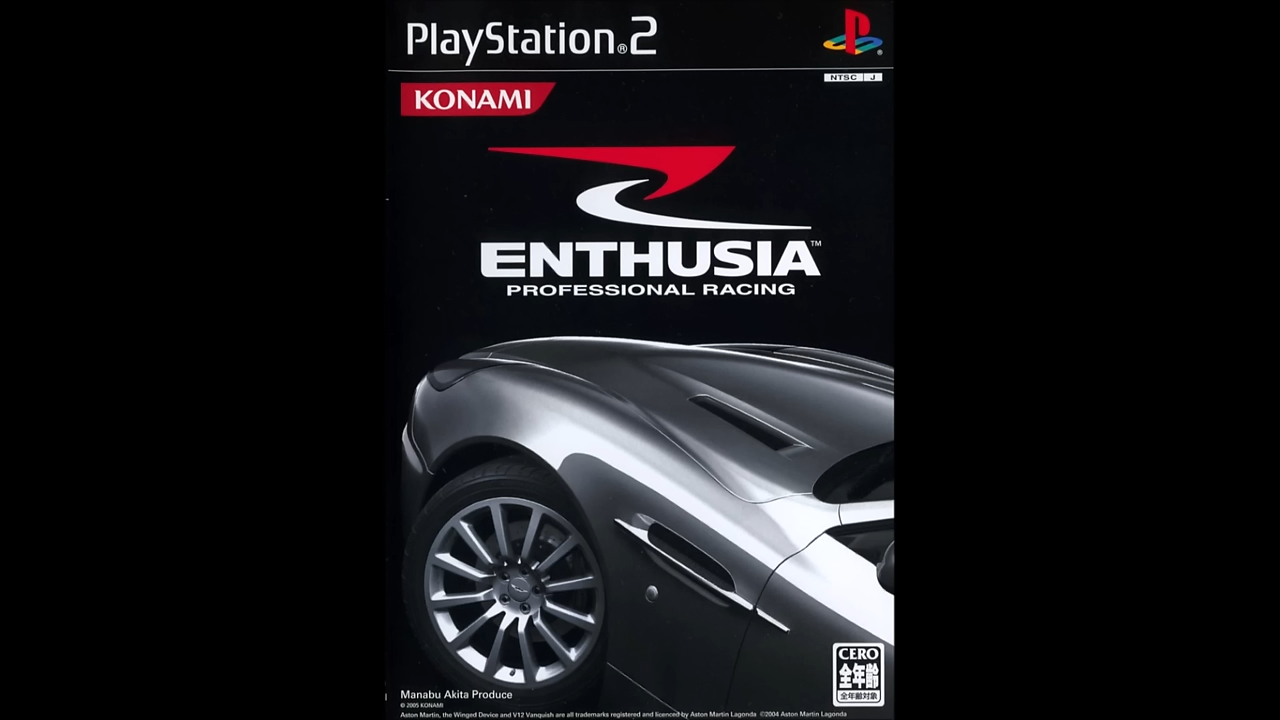 PlayStation®2
NTSC J
KONAMI
ENTHUSIA™
PROFESSIONAL RACING
CERO
全年齢
全年齢対象
Manabu Akita Produce
© 2005 KONAMI
Aston Martin, the Winged Device and V12 Vanquish are all trademarks registered and licenced by Aston Martin Lagonda ©2004 Aston Martin Lagonda